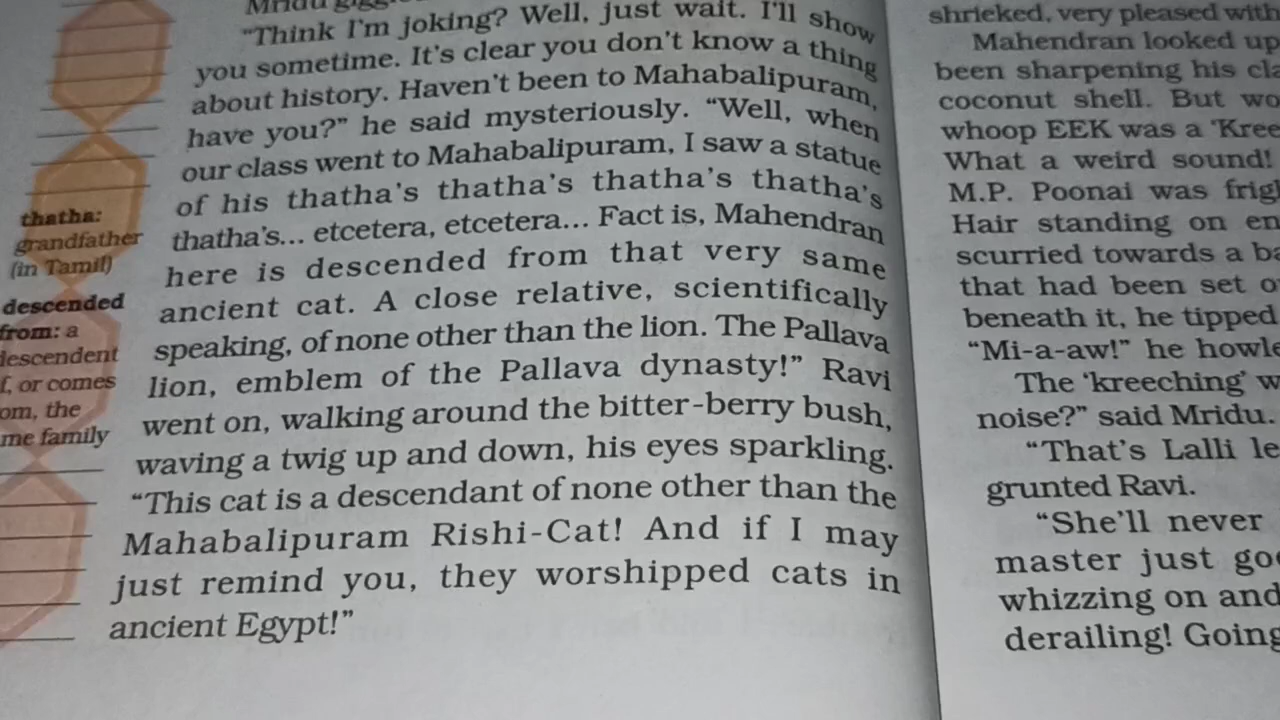 "Think I'm joking? Well, just wait. I'll show
you sometime. It's clear you don't know a thing
about history. Haven't been to Mahabalipuram,
have you?" he said mysteriously. "Well, when
our class went to Mahabalipuram, I saw a statue
of his thatha's thatha's thatha's thatha's
thatha's... etcetera, etcetera... Fact is, Mahendran
here is descended from that very same
ancient cat. A close relative, scientifically
speaking, of none other than the lion. The Pallava
lion, emblem of the Pallava dynasty!" Ravi
went on, walking around the bitter-berry bush,
waving a twig up and down, his eyes sparkling.
"This cat is a descendant of none other than the
Mahabalipuram Rishi-Cat! And if I may
just remind you, they worshipped cats in
ancient Egypt!"
thatha:
grandfather
(in Tamil)
descended
from: a
descendent
or comes
the
family
shrieked, very pleased with
Mahendran looked up
been sharpening his
coconut shell. But
whoop EEK was a
What a weird sound!
M.P. Poonai was
Hair standing on
scurried towards a
that had been set
beneath it, he tipped
"Mi-a-aw!" he
The 'kreeching'
noise?" said Mridu.
"That's Lalli
grunted Ravi.
"She'll never
master just
whizzing on and
derailing! Going